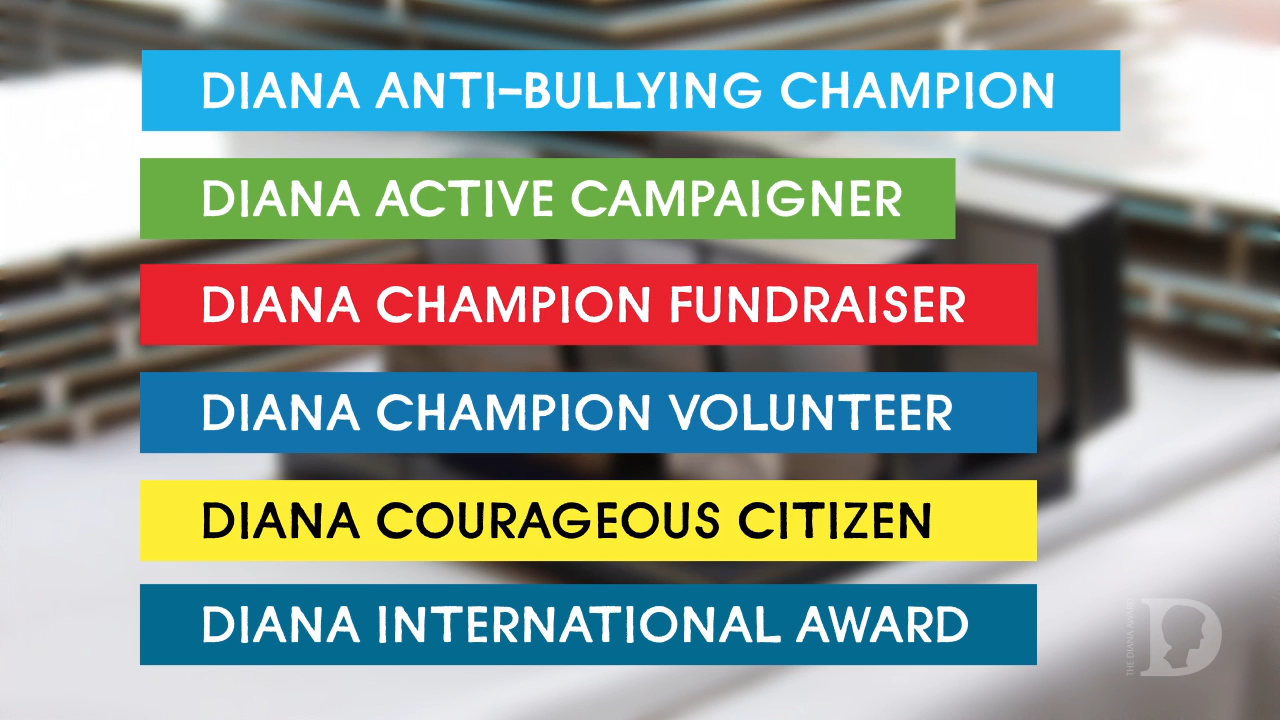 DIANA ANTI-BULLYING CHAMPION
DIANA ACTIVE CAMPAIGNER
DIANA CHAMPION FUNDRAISER
DIANA CHAMPION VOLUNTEER
DIANA COURAGEOUS CITIZEN
DIANA INTERNATIONAL AWARD
THE DIANA AWARD
D